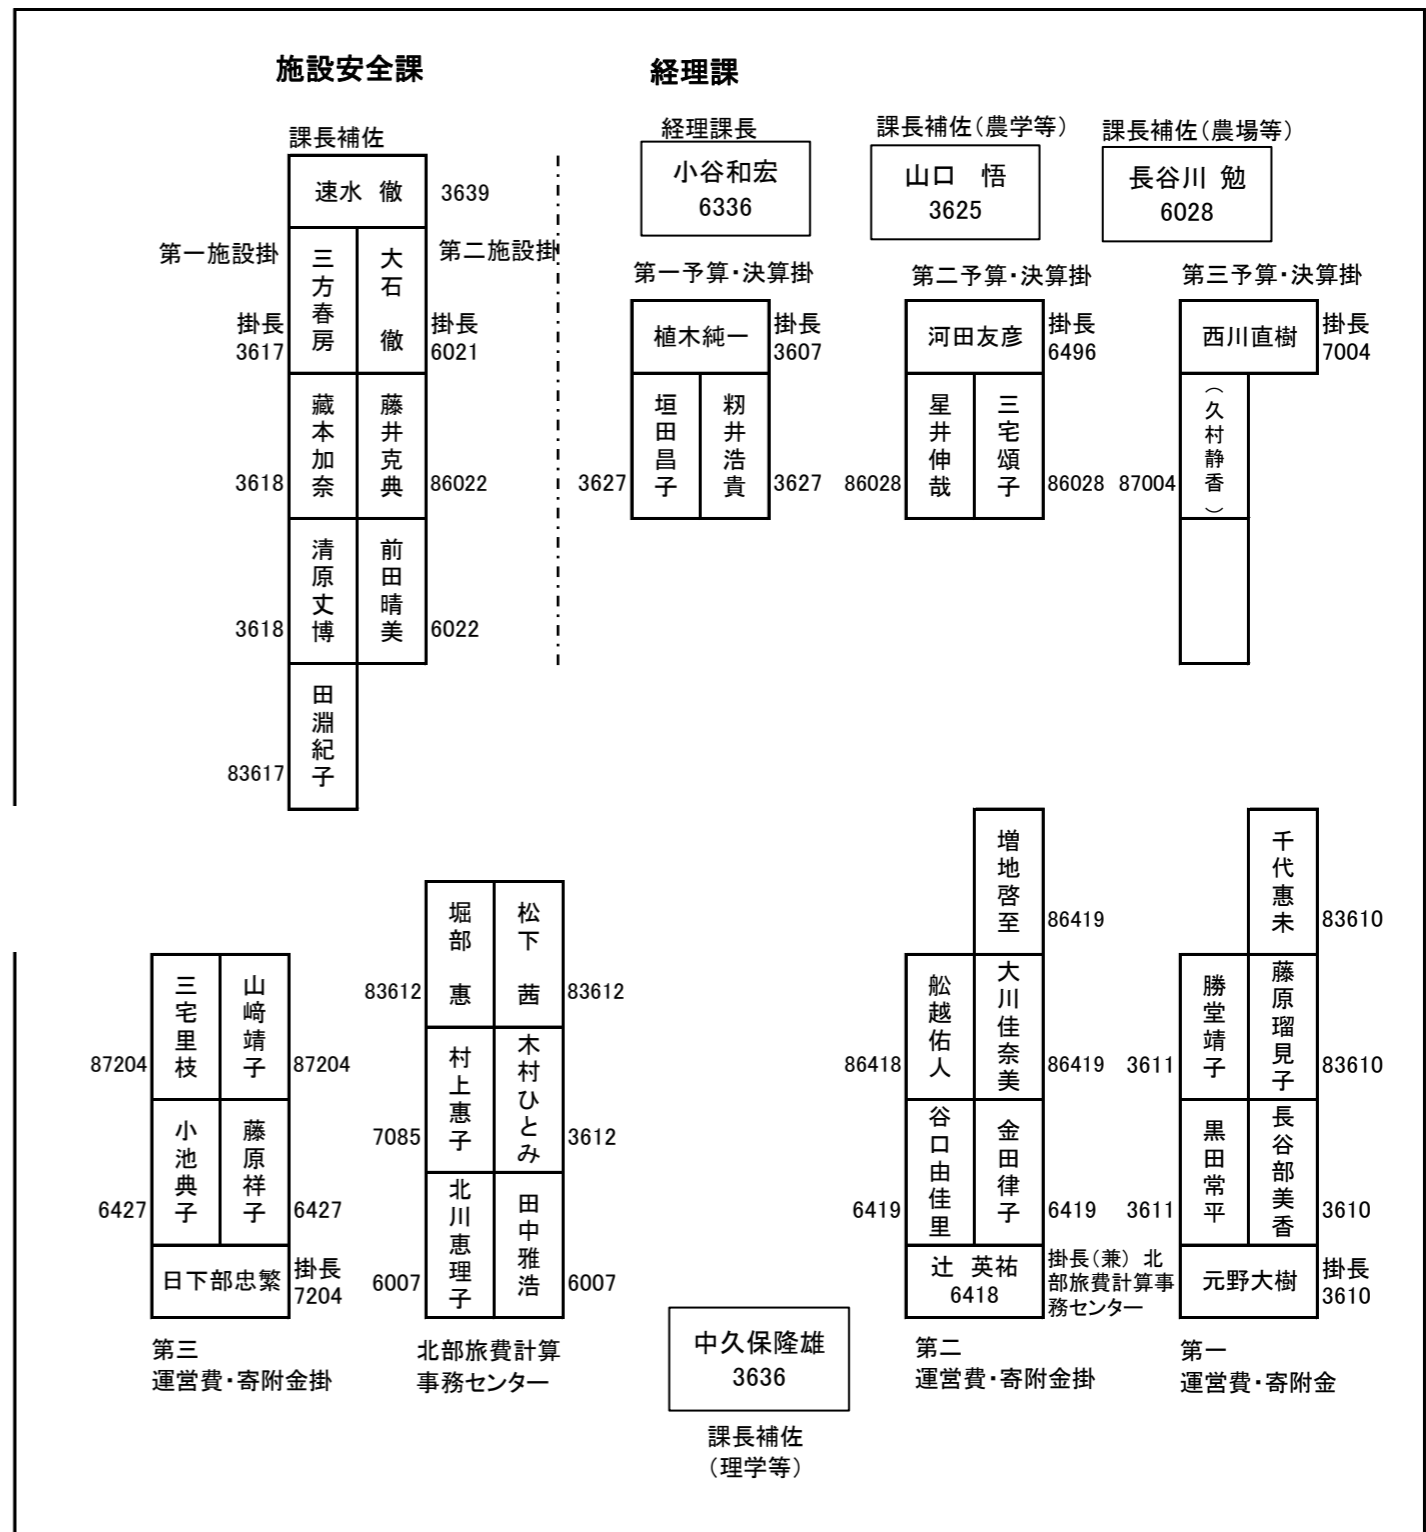 施設安全課
経理課
課長補佐
速水 徹
3639
第一施設掛
第二施設掛
三方春房
大石 徹
掛長
3617
掛長
6021
藏本加奈
藤井克典
3618
86022
清原丈博
前田晴美
3618
6022
田淵紀子
83617
経理課長
小谷和宏
6336
課長補佐(農学等)
山口 悟
3625
課長補佐(農場等)
長谷川 勉
6028
第一予算・決算掛
植木純一
掛長
3607
垣田昌子
籾井浩貴
3627
3627
第二予算・決算掛
河田友彦
掛長
6496
星井伸哉
三宅頌子
86028
86028
第三予算・決算掛
西川直樹
掛長
7004
(久村静香)
87004
三宅里枝
山﨑靖子
87204
87204
小池典子
藤原祥子
6427
6427
日下部忠繁
掛長
7204
第三
運営費・寄附金掛
堀部 惠
松下 茜
83612
83612
村上惠子
木村ひとみ
7085
3612
北川恵理子
田中雅浩
6007
6007
北部旅費計算
事務センター
中久保隆雄
3636
課長補佐
(理学等)
増地啓至
86419
舩越佑人
大川佳奈美
86418
86419
谷口由佳里
金田律子
6419
6419
辻 英祐
6418
掛長(兼) 北
部旅費計算事
務センター
第二
運営費・寄附金掛
千代惠未
83610
勝堂靖子
藤原瑠見子
3611
83610
黒田常平
長谷部美香
3611
3610
元野大樹
掛長
3610
第一
運営費・寄附金